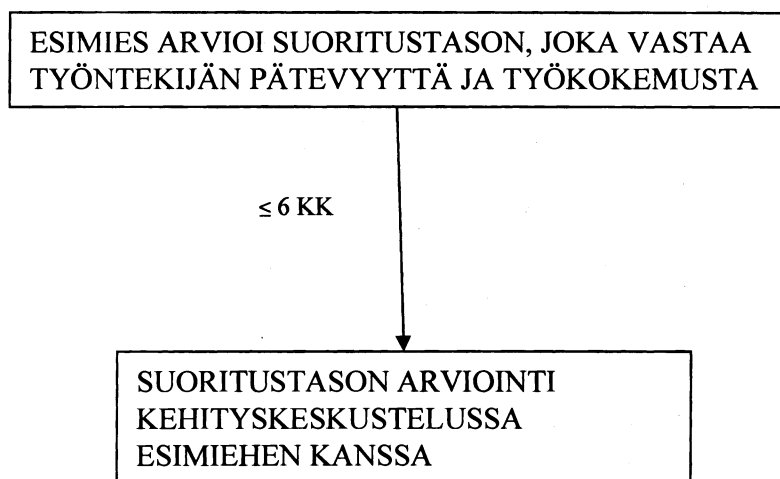 ESIMIES ARVIOI SUORITUSTASON, JOKA VASTAA
TYÖNTEKIJÄN PÄTEVYYTTÄ JA TYÖKOKEMUSTA
≤ 6 KK
SUORITUSTASON ARVIOINTI
KEHITYSKESKUSTELUSSA
ESIMIEHEN KANSSA